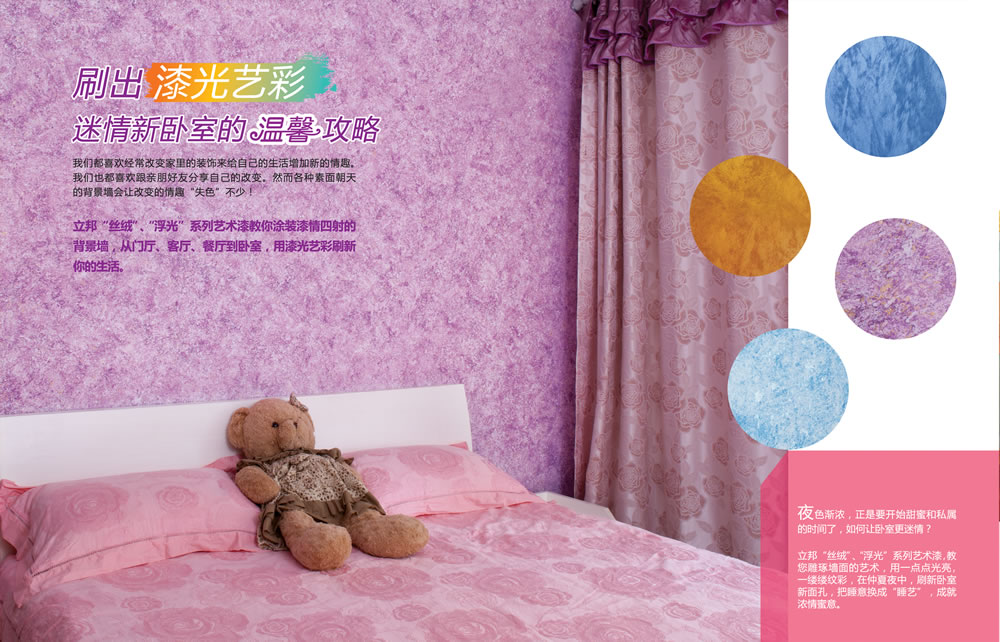 刷出漆光艺彩
迷情新卧室的温馨攻略
我们都喜欢经常改变家里的装饰来给自己的生活增加新的情趣。
我们也都喜欢跟亲朋好友分享自己的改变。然而各种素面朝天
的背景墙会让改变的情趣“失色”不少！
立邦“丝绒”、“浮光”系列艺术漆教你涂装漆情四射的
背景墙，从门厅、客厅、餐厅到卧室，用漆光艺彩刷新
你的生活。
夜色渐浓，正是要开始甜蜜和私属
的时间了，如何让卧室更迷情？
立邦“丝绒”、“浮光”系列艺术漆，教
您雕琢墙面的艺术，用一点点光亮，
一缕缕纹彩，在仲夏夜中，刷新卧室
新面孔，把睡意换成“睡艺”，成就
浓情蜜意。